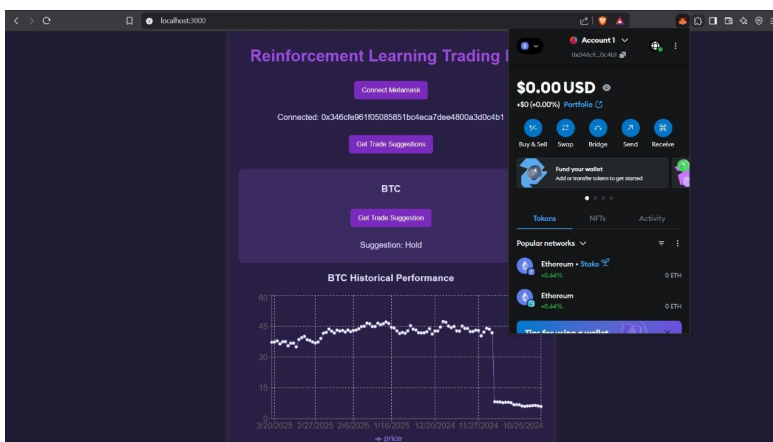 localhost:3000
Reinforcement Learning Trading
Connect Metamask
Connected: 0x346cfe961f05085851bc4eca7dee4800a3d0c4b1
Get Trade Suggestions
BTC
Get Trade Suggestion
Suggestion: Hold
BTC Historical Performance
60
45
30
15
0
3/20/2025 2/27/2025 2/6/2025 1/16/2025 12/20/2024 11/27/2024 10/25/2024
price
Account 1
$0.00 USD
+$0 (+0.00%) Portfolio
Buy & Sell Swap Bridge Send Receive
Fund your wallet
Add or transfer tokens to get started
Tokens NFTs Activity
Popular networks
Ethereum • Stake
+0.64% 0 ETH
Ethereum
+0.64% 0 ETH
Tips for using a wallet